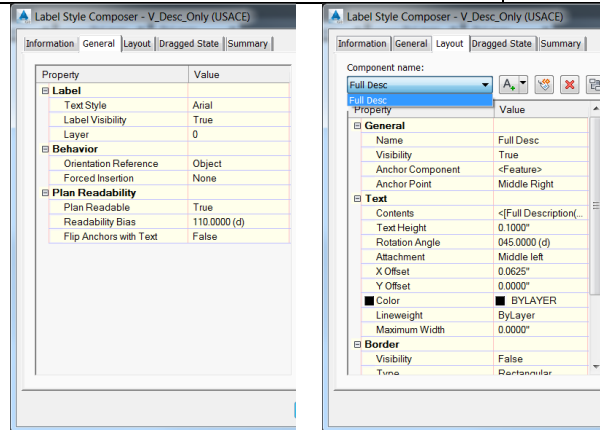 Label Style Composer - V_Desc_Only (USACE)
Information General Layout Dragged State Summary
Property Value
Label
Text Style Arial
Label Visibility True
Layer 0
Behavior
Orientation Reference Object
Forced Insertion None
Plan Readability
Plan Readable True
Readability Bias 110.0000 (d)
Flip Anchors with Text False
Label Style Composer - V_Desc_Only (USACE)
Information General Layout Dragged State Summary
Component name:
Full Desc
Full Desc
Property Value
General
Name Full Desc
Visibility True
Anchor Component <Feature>
Anchor Point Middle Right
Text
Contents <[Full Description(...
Text Height 0.1000"
Rotation Angle 045.0000 (d)
Attachment Middle left
X Offset 0.0625"
Y Offset 0.0000"
Color BYLAYER
Lineweight ByLayer
Maximum Width 0.0000"
Border
Visibility False
Type Rectangular